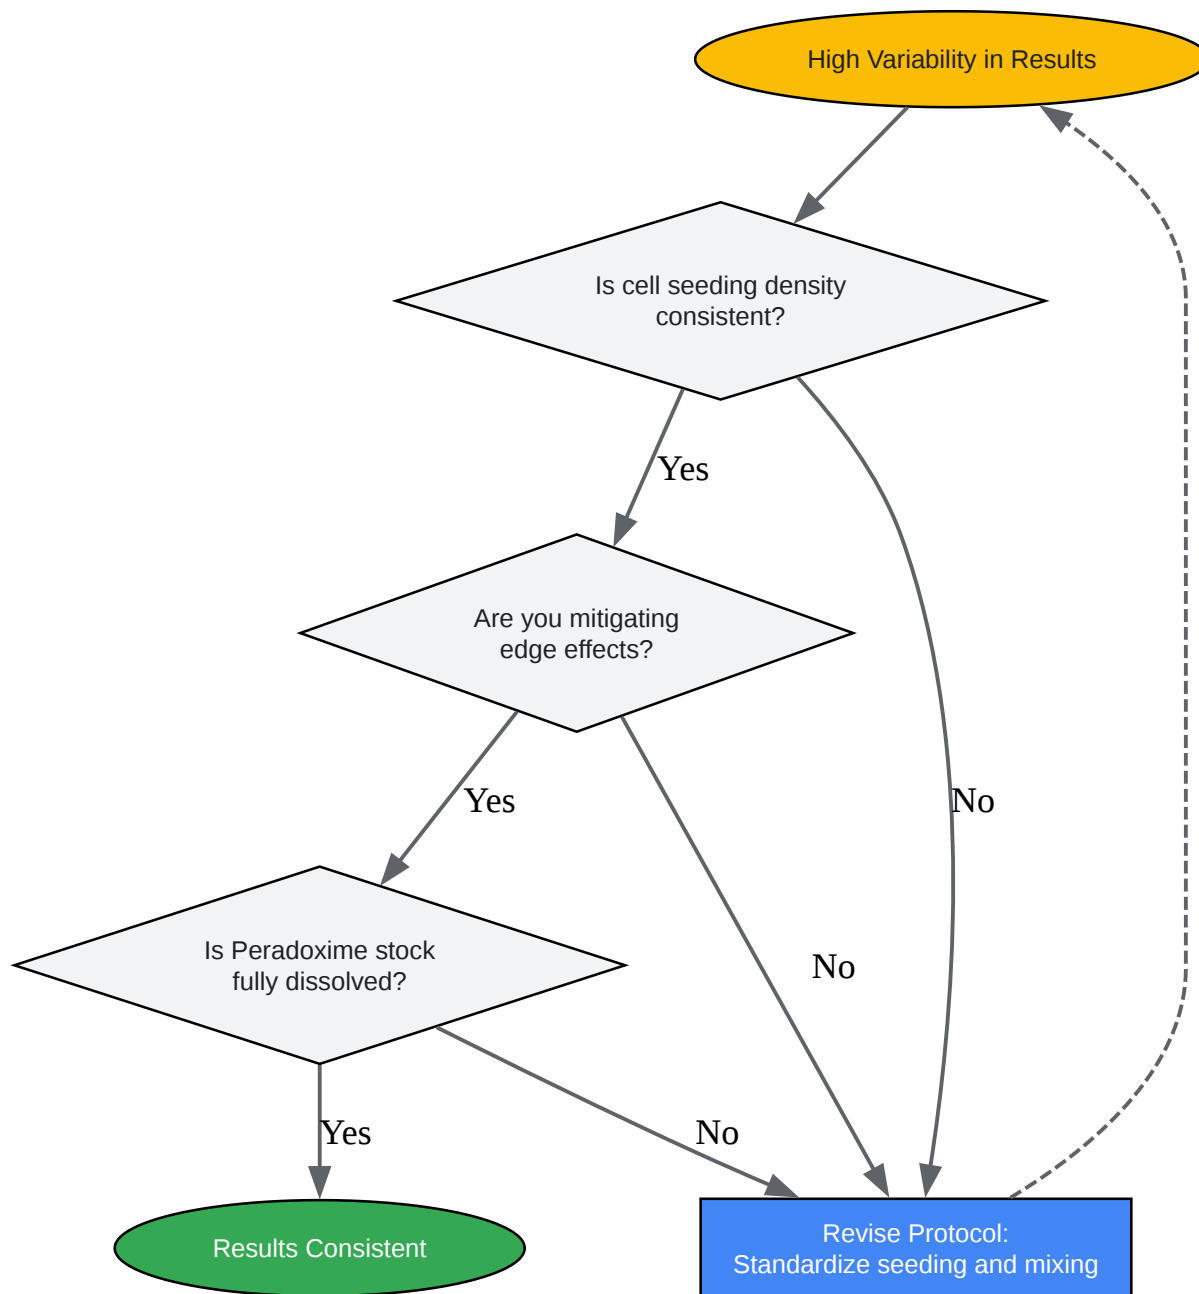 High Variability in Results
Is cell seeding density
consistent?
Yes
Are you mitigating
edge effects?
Yes
No
Is Peradoxime stock
fully dissolved?
No
Yes
No
Results Consistent
Revise Protocol:
Standardize seeding and mixing